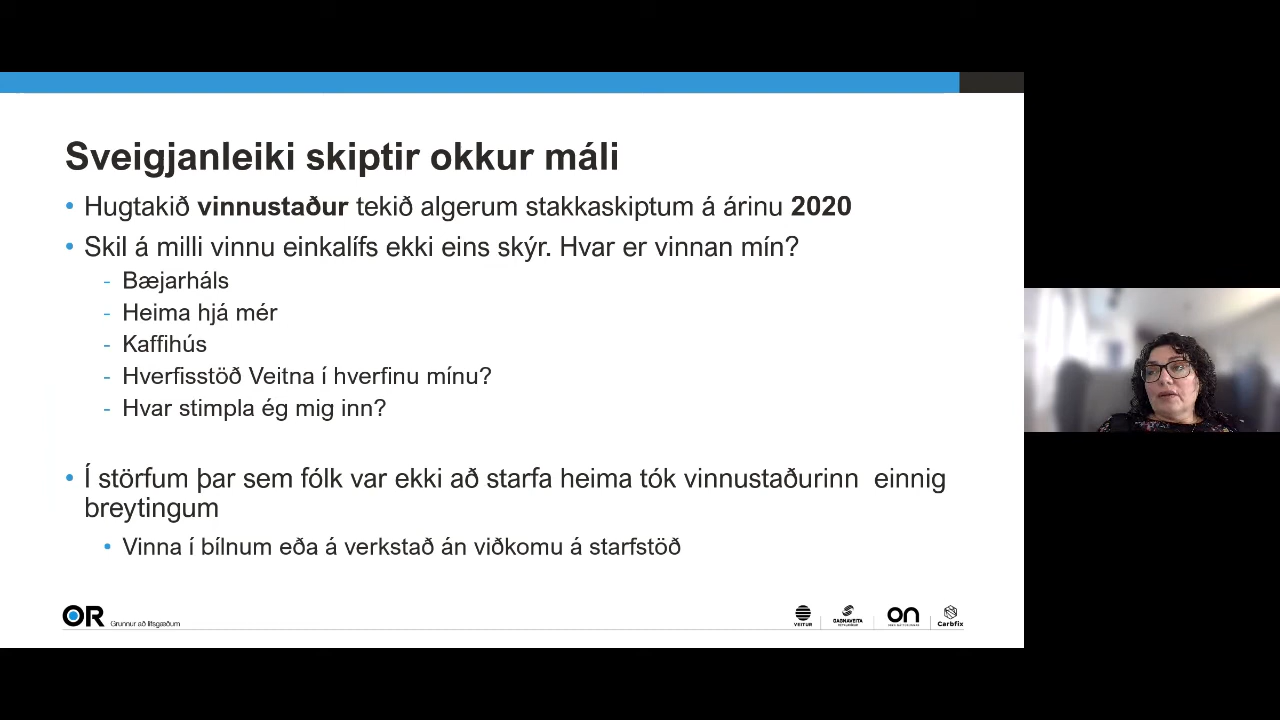 Sveigjanleiki skiptir okkur máli
• Hugtakið vinnustaður tekið algerum stakkaskiptum á árinu 2020
• Skil á milli vinnu einkalífs ekki eins skýr. Hvar er vinnan mín?
- Bæjarháls
- Heima hjá mér
- Kaffihús
- Hverfisstöð Veitna í hverfinu mínu?
- Hvar stimpla ég mig inn?
• Í störfum þar sem fólk var ekki að starfa heima tók vinnustaðurinn einnig
breytingum
• Vinna í bílnum eða á verkstað án viðkomu á starfstöð
OR Grunnur að lífsgæðum
VEITUR
GAGNAVEITA
ON
Carbfix